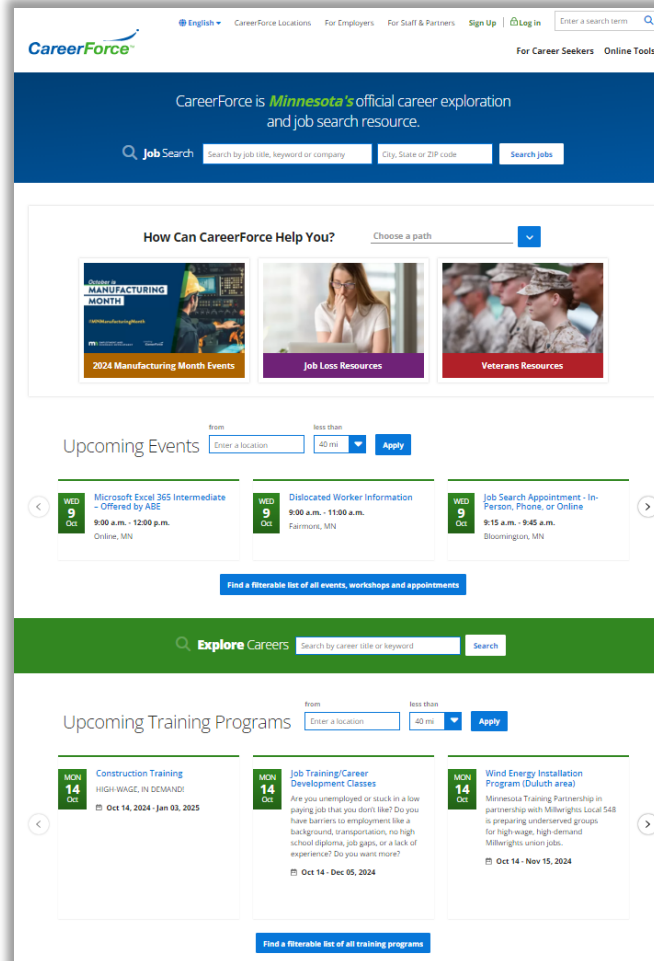 English
CareerForce Locations
For Employers
For Staff & Partners
Sign Up
Log in
Enter a search term
CareerForce
For Career Seekers
Online Tools
CareerForce is Minnesota's official career exploration
and job search resource.
Job Search
Search by job title, keyword or company
City, State or ZIP code
Search jobs
How Can CareerForce Help You?
Choose a path
October is
MANUFACTURING
MONTH
2024 Manufacturing Month Events
Job Loss Resources
Veterans Resources
Upcoming Events
from
Enter a location
less than
40 mi
Apply
WED
9
Oct
Microsoft Excel 365 Intermediate
– Offered by ABE
9:00 a.m. - 12:00 p.m.
Online, MN
WED
9
Oct
Dislocated Worker Information
9:00 a.m. - 11:00 a.m.
Fairmont, MN
WED
9
Oct
Job Search Appointment - In-
Person, Phone, or Online
9:15 a.m. - 9:45 a.m.
Bloomington, MN
Find a filterable list of all events, workshops and appointments
Explore Careers
Search by career title or keyword
Search
Upcoming Training Programs
from
Enter a location
less than
40 mi
Apply
MON
14
Oct
Construction Training
HIGH-WAGE, IN DEMAND!
Oct 14, 2024 - Jan 03, 2025
MON
14
Oct
Job Training/Career
Development Classes
Are you unemployed or stuck in a low
paying job that you don't like? Do you
have barriers to employment like a
background, transportation, no high
school diploma, job gaps, or a lack of
experience? Do you want more?
Oct 14 - Dec 05, 2024
MON
14
Oct
Wind Energy Installation
Program (Duluth area)
Minnesota Training Partnership in
partnership with Millwrights Local 548
is preparing underserved groups
for high-wage, high-demand
Millwrights union jobs.
Oct 14 - Nov 15, 2024
Find a filterable list of all training programs